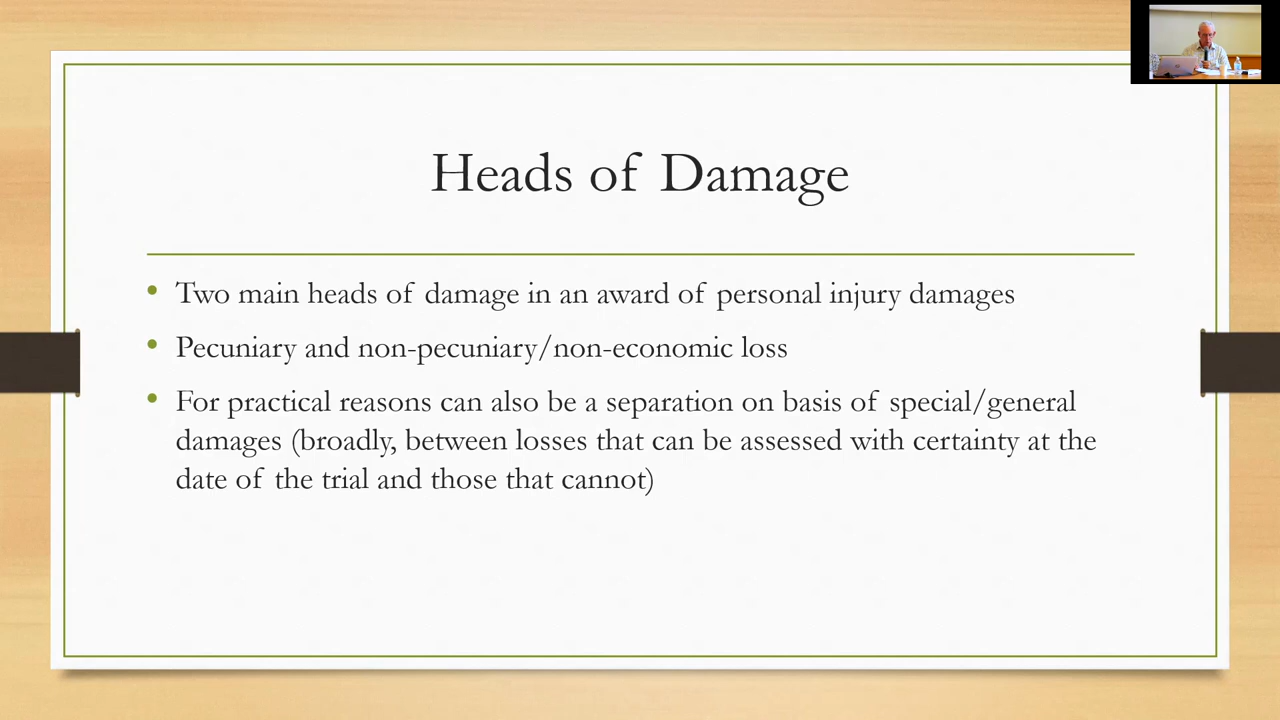 Heads of Damage
• Two main heads of damage in an award of personal injury damages
• Pecuniary and non-pecuniary/non-economic loss
• For practical reasons can also be a separation on basis of special/general
damages (broadly, between losses that can be assessed with certainty at the
date of the trial and those that cannot)